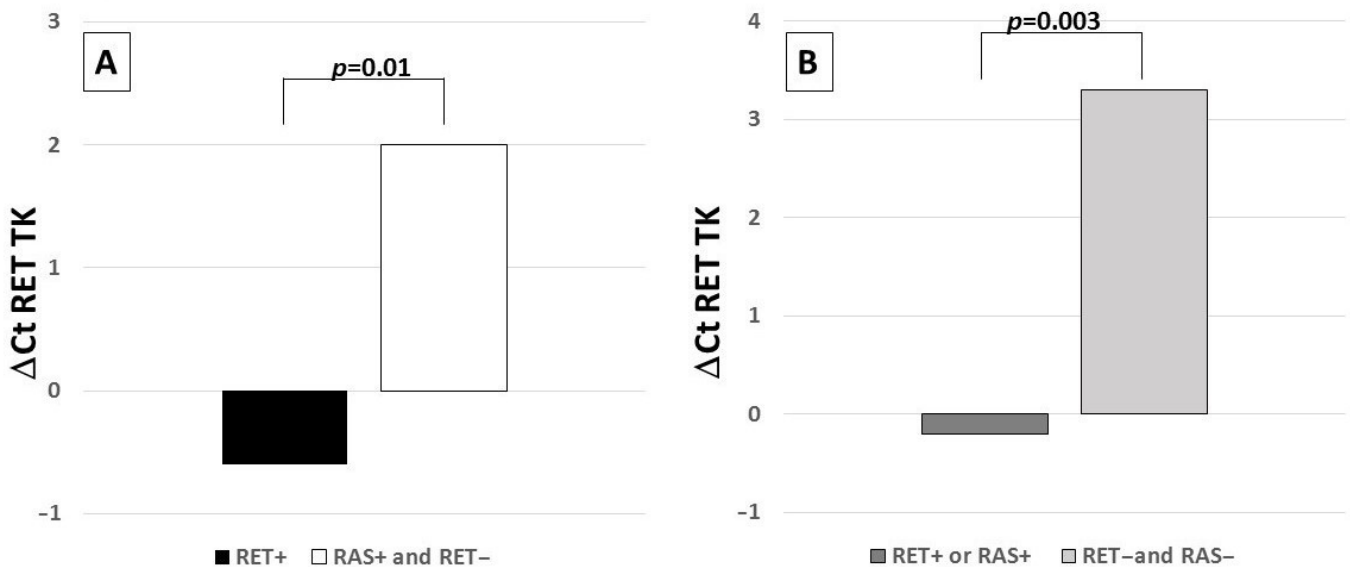 A
3
p=0.01
2
1
0
–1
ΔCt RET TK
RET+ RAS+ and RET–
B
4
p=0.003
3
2
1
0
–1
ΔCt RET TK
RET+ or RAS+ RET–and RAS–